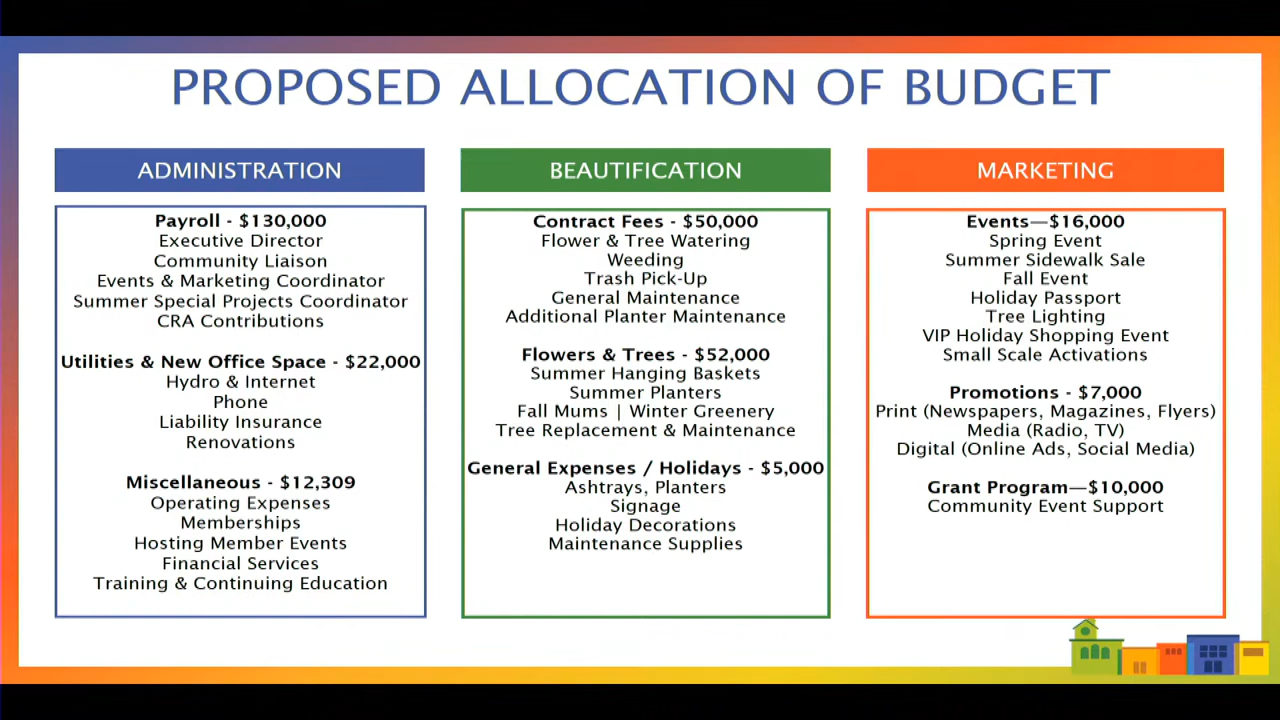 PROPOSED ALLOCATION OF BUDGET
ADMINISTRATION
Payroll - $130,000
Executive Director
Community Liaison
Events & Marketing Coordinator
Summer Special Projects Coordinator
CRA Contributions
Utilities & New Office Space - $22,000
Hydro & Internet
Phone
Liability Insurance
Renovations
Miscellaneous - $12,309
Operating Expenses
Memberships
Hosting Member Events
Financial Services
Training & Continuing Education
BEAUTIFICATION
Contract Fees - $50,000
Flower & Tree Watering
Weeding
Trash Pick-Up
General Maintenance
Additional Planter Maintenance
Flowers & Trees - $52,000
Summer Hanging Baskets
Summer Planters
Fall Mums | Winter Greenery
Tree Replacement & Maintenance
General Expenses / Holidays - $5,000
Ashtrays, Planters
Signage
Holiday Decorations
Maintenance Supplies
MARKETING
Events—$16,000
Spring Event
Summer Sidewalk Sale
Fall Event
Holiday Passport
Tree Lighting
VIP Holiday Shopping Event
Small Scale Activations
Promotions - $7,000
Print (Newspapers, Magazines, Flyers)
Media (Radio, TV)
Digital (Online Ads, Social Media)
Grant Program—$10,000
Community Event Support